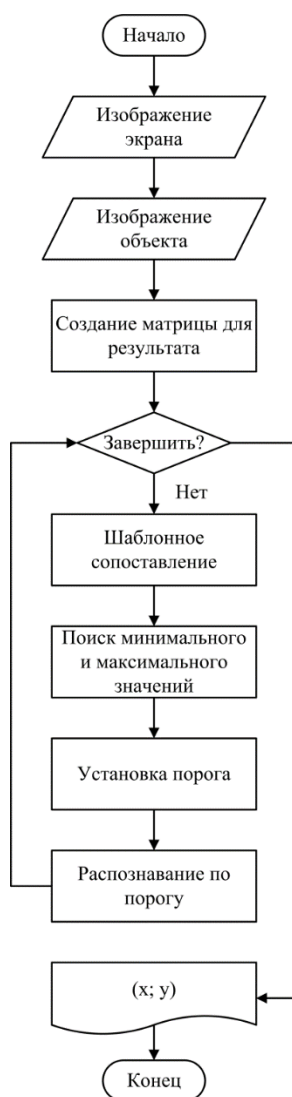 Начало
Изображение
экрана
Изображение
объекта
Создание матрицы для
результата
Завершить?
Нет
Шаблонное
сопоставление
Поиск минимального
и максимального
значений
Установка порога
Распознавание по
порогу
(x; y)
Конец